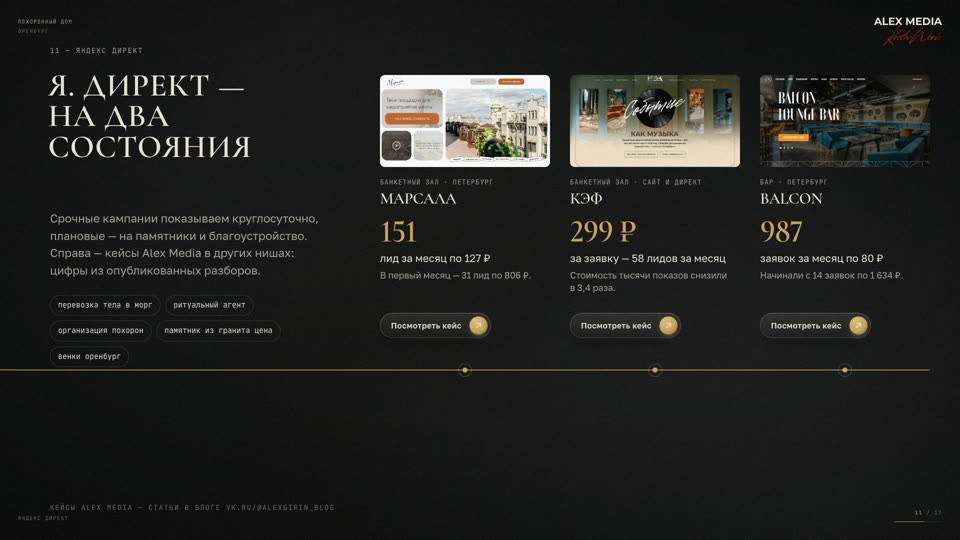 ПОХОРОННЫЙ ДОМ
ОРЕНБУРГ
ALEX MEDIA
11 — ЯНДЕКС ДИРЕКТ
Я. ДИРЕКТ —
НА ДВА
СОСТОЯНИЯ
Срочные кампании показываем круглосуточно,
плановые — на памятники и благоустройство.
Справа — кейсы Alex Media в других нишах:
цифры из опубликованных разборов.
перевозка тела в морг
ритуальный агент
организация похорон
памятник из гранита цена
венки оренбург
БАНКЕТНЫЙ ЗАЛ · ПЕТЕРБУРГ
МАРСАЛА
151
лид за месяц по 127 ₽
В первый месяц — 31 лид по 806 ₽.
Посмотреть кейс
Событие
КАК МУЗЫКА
БАНКЕТНЫЙ ЗАЛ · САЙТ И ДИРЕКТ
КЭФ
299 ₽
за заявку — 58 лидов за месяц
Стоимость тысячи показов снизили
в 3,4 раза.
Посмотреть кейс
BALCON
LOUNGE BAR
БАР · ПЕТЕРБУРГ
BALCON
987
заявок за месяц по 80 ₽
Начинали с 14 заявок по 1 634 ₽.
Посмотреть кейс
КЕЙСЫ ALEX MEDIA — СТАТЬИ В БЛОГЕ VK.RU/@ALEXGIRIN_BLOG
ЯНДЕКС ДИРЕКТ
11 / 17